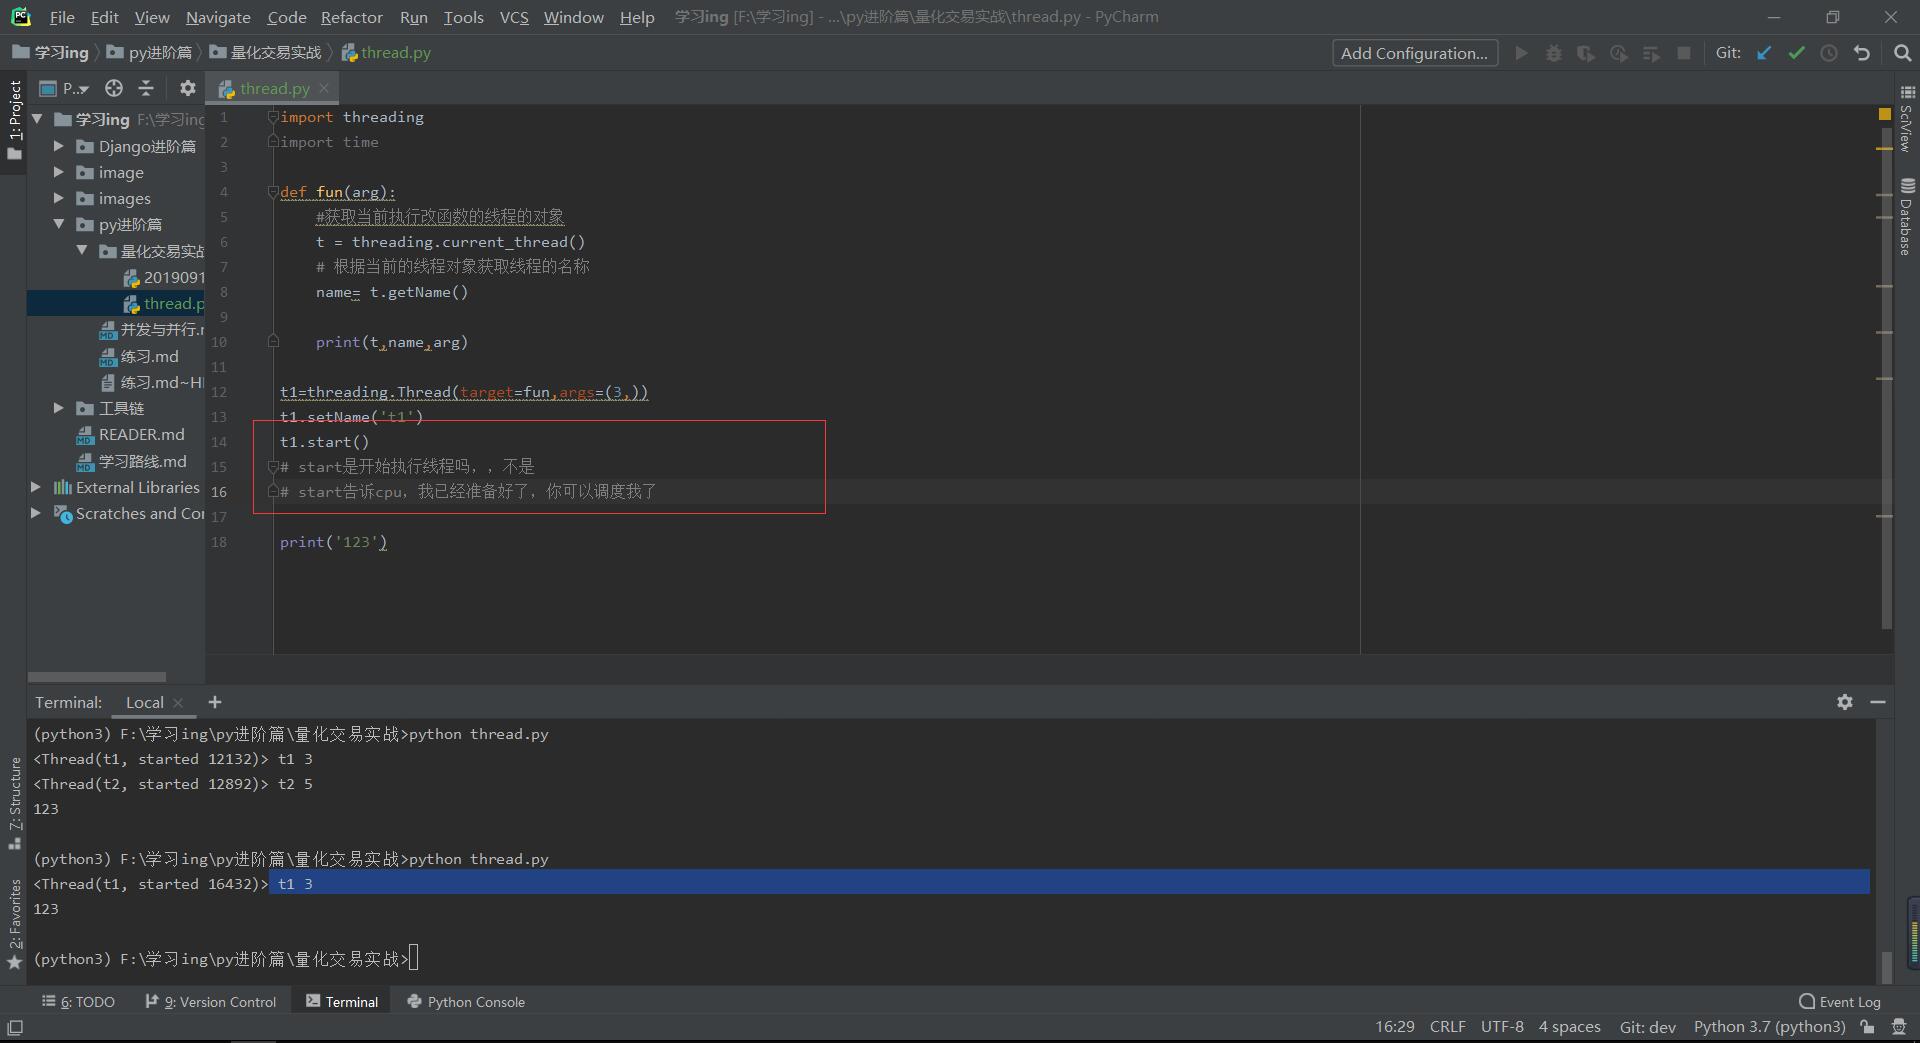 File Edit View Navigate Code Refactor Run Tools VCS Window Help 学习ing [F:\学习ing] - ...\py进阶篇\量化交易实战\thread.py - PyCharm
学习ing py进阶篇 量化交易实战 thread.py Add Configuration... Git:
1: Project
P.. thread.py
学习ing F:\学习ing
Django进阶篇
image
images
py进阶篇
量化交易实战
2019091
thread.p
并发与并行.r
练习.md
练习.md~HI
工具链
READER.md
学习路线.md
External Libraries
Scratches and Cor
1 import threading
2 import time
3
4 def fun(arg):
5 #获取当前执行改函数的线程的对象
6 t = threading.current_thread()
7 # 根据当前的线程对象获取线程的名称
8 name= t.getName()
9
10 print(t,name,arg)
11
12 t1=threading.Thread(target=fun,args=(3,))
13 t1.setName('t1')
14 t1.start()
15 # start是开始执行线程吗，，不是
16 # start告诉cpu，我已经准备好了，你可以调度我了
17
18 print('123')
SciView
Database
Terminal: Local
(python3) F:\学习ing\py进阶篇\量化交易实战>python thread.py
<Thread(t1, started 12132)> t1 3
<Thread(t2, started 12892)> t2 5
123
(python3) F:\学习ing\py进阶篇\量化交易实战>python thread.py
<Thread(t1, started 16432)> t1 3
123
(python3) F:\学习ing\py进阶篇\量化交易实战>
7: Structure
2: Favorites
6: TODO 9: Version Control Terminal Python Console Event Log
16:29 CRLF UTF-8 4 spaces Git: dev Python 3.7 (python3)